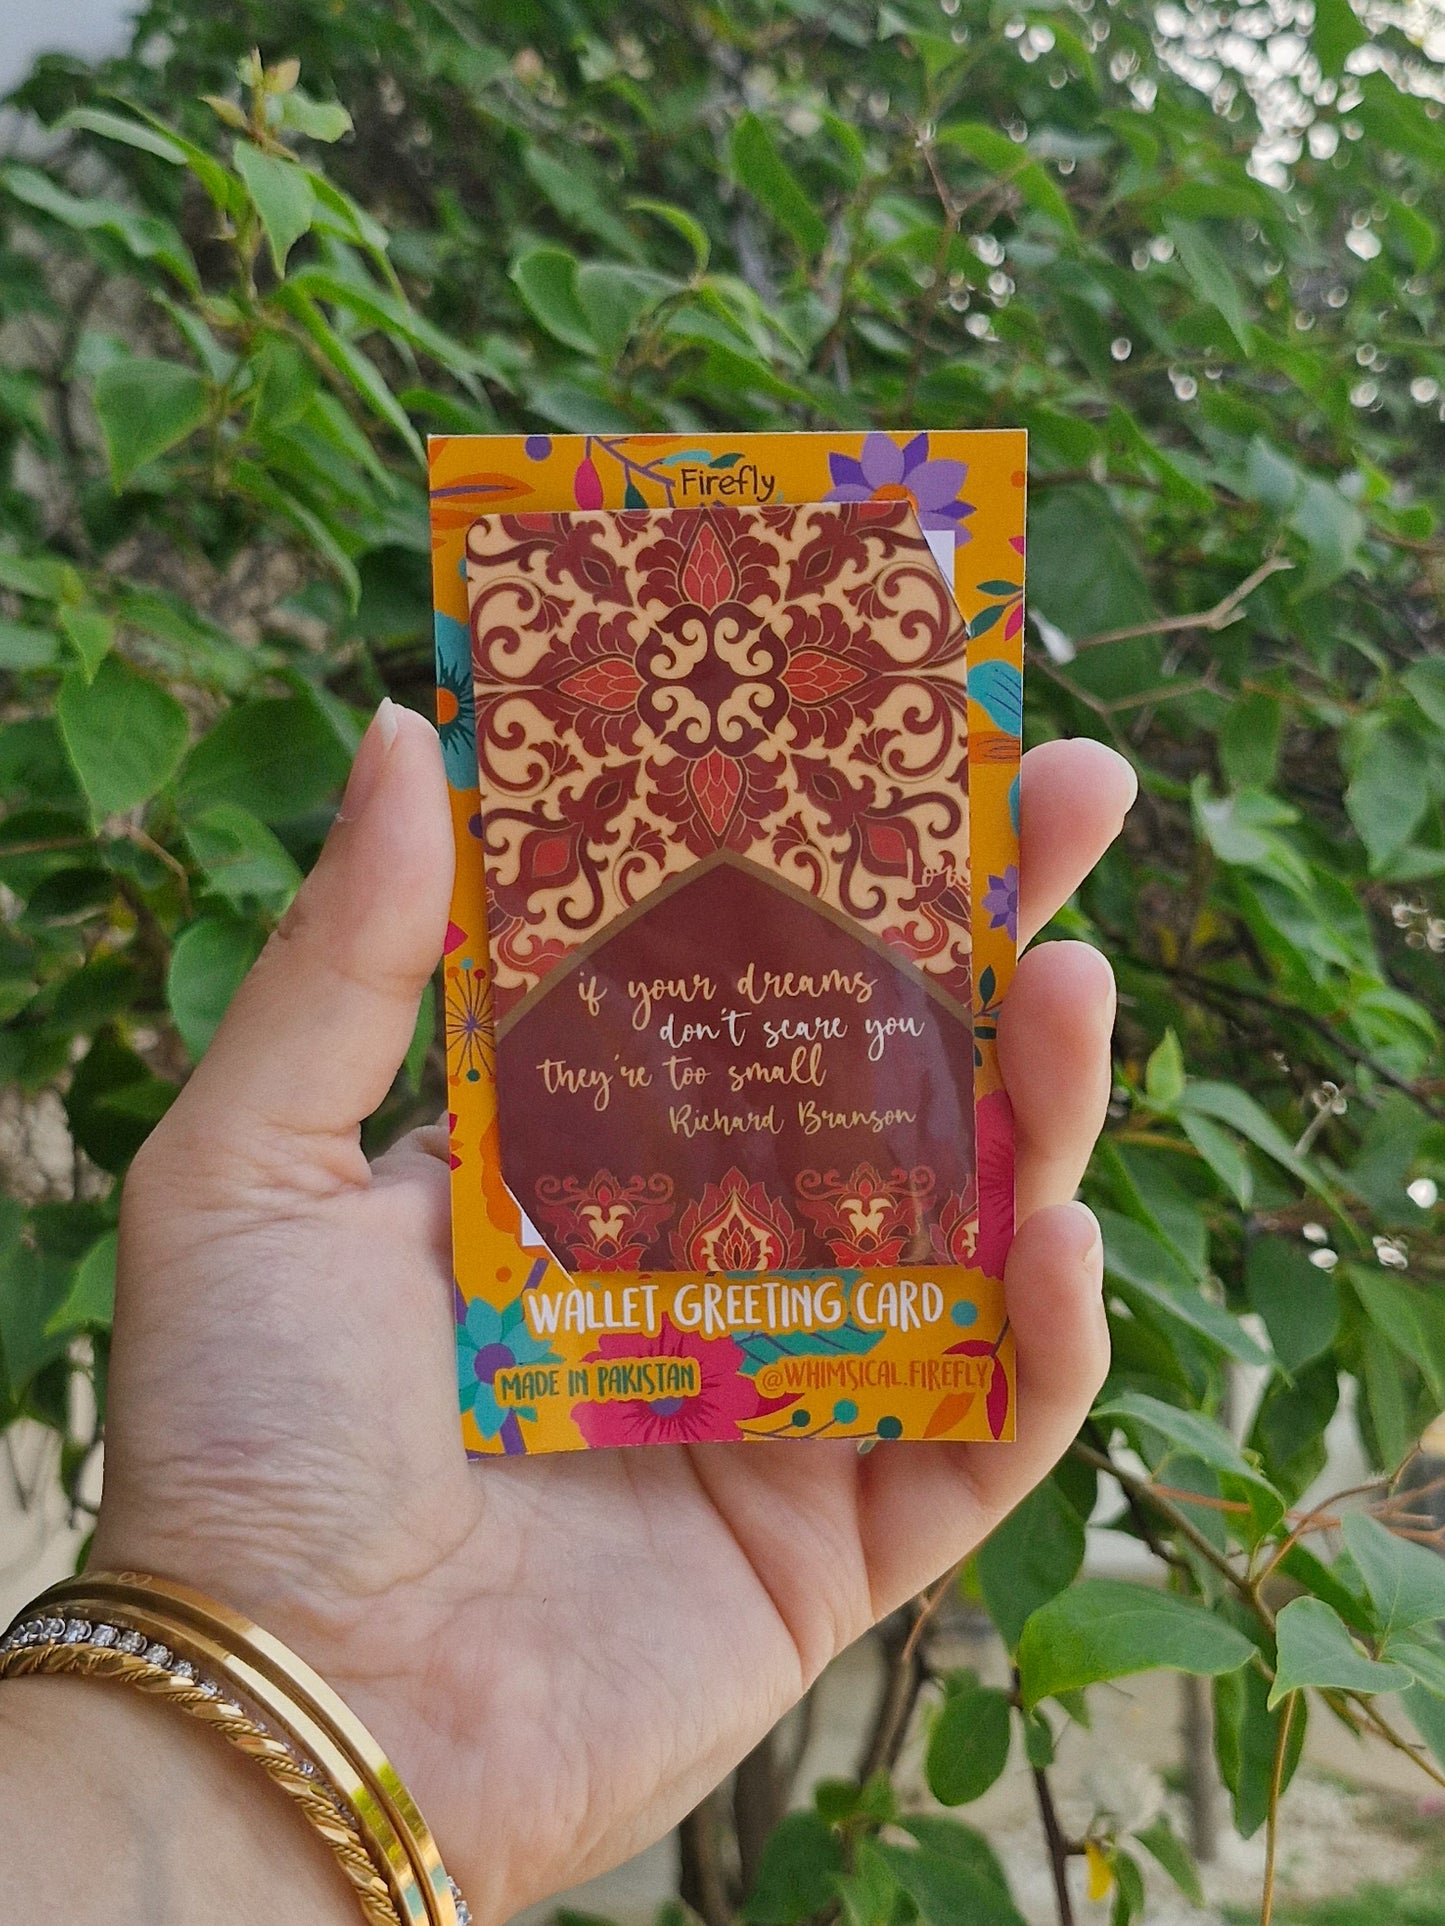 Firefly
if your dreams
don't scare you
they're too small
Richard Branson
WALLET GREETING CARD
MADE IN PAKISTAN
@WHIMSICAL.FIREFLY